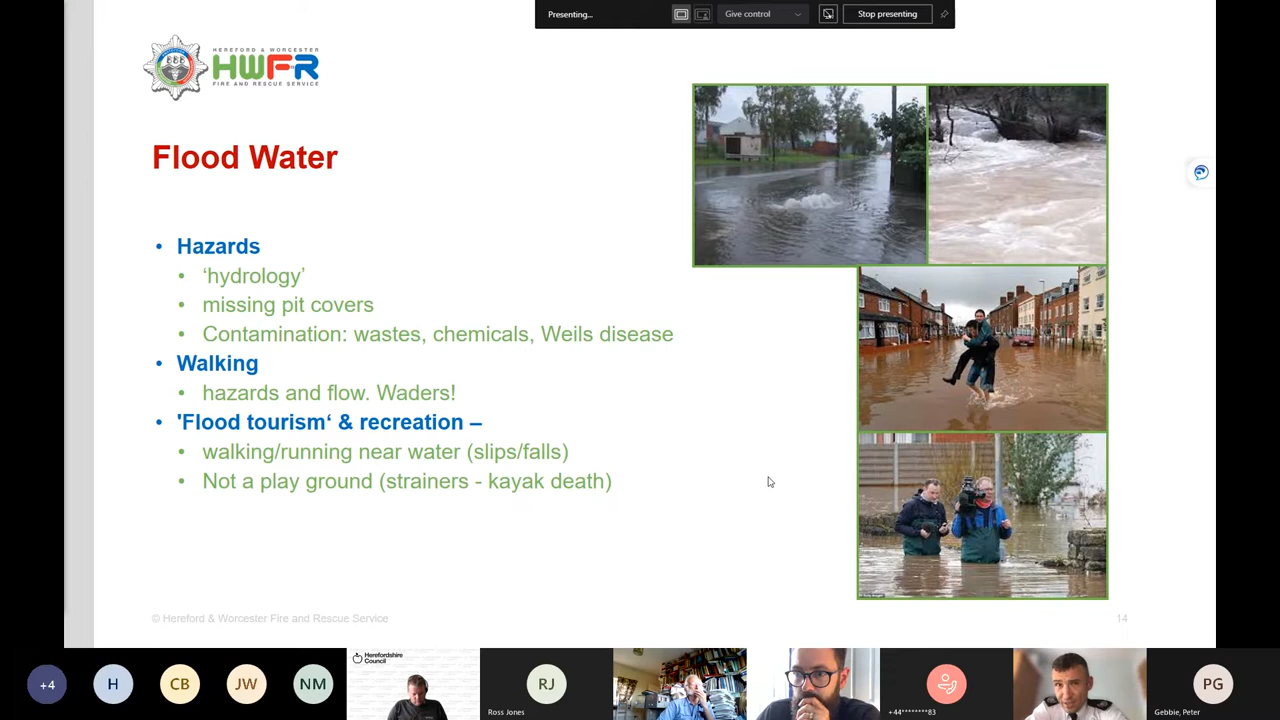 Presenting...
Give control
Stop presenting
HEREFORD & WORCESTER
HWFR
FIRE AND RESCUE SERVICE
Flood Water
• Hazards
• ‘hydrology’
• missing pit covers
• Contamination: wastes, chemicals, Weils disease
• Walking
• hazards and flow. Waders!
• 'Flood tourism‘ & recreation –
• walking/running near water (slips/falls)
• Not a play ground (strainers - kayak death)
© Hereford & Worcester Fire and Rescue Service
14
+4
H
CB
JW
NM
Herefordshire
Council
RJ
Ross Jones
+44********83
PG
Gebbie, Peter